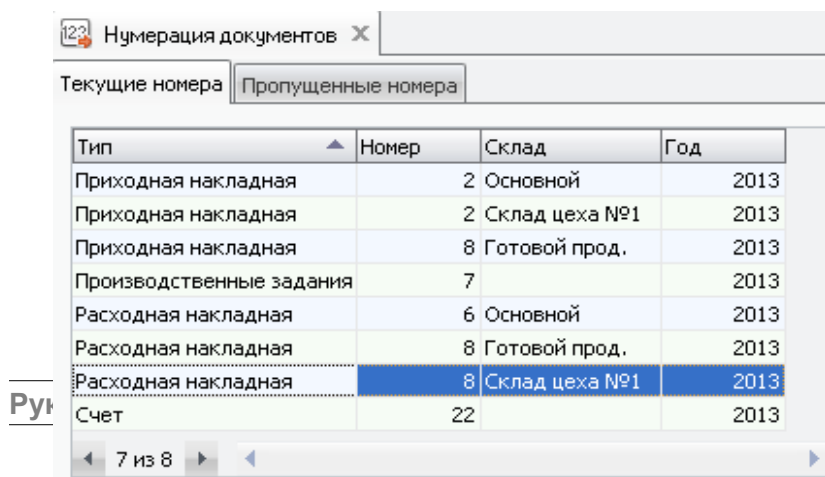 123 Нумерация документов X
Текущие номера Пропущенные номера
Тип Номер Склад Год
Приходная накладная 2 Основной 2013
Приходная накладная 2 Склад цеха №1 2013
Приходная накладная 8 Готовой прод. 2013
Производственные задания 7 2013
Расходная накладная 6 Основной 2013
Расходная накладная 8 Готовой прод. 2013
Расходная накладная 8 Склад цеха №1 2013
Счет 22 2013
7 из 8